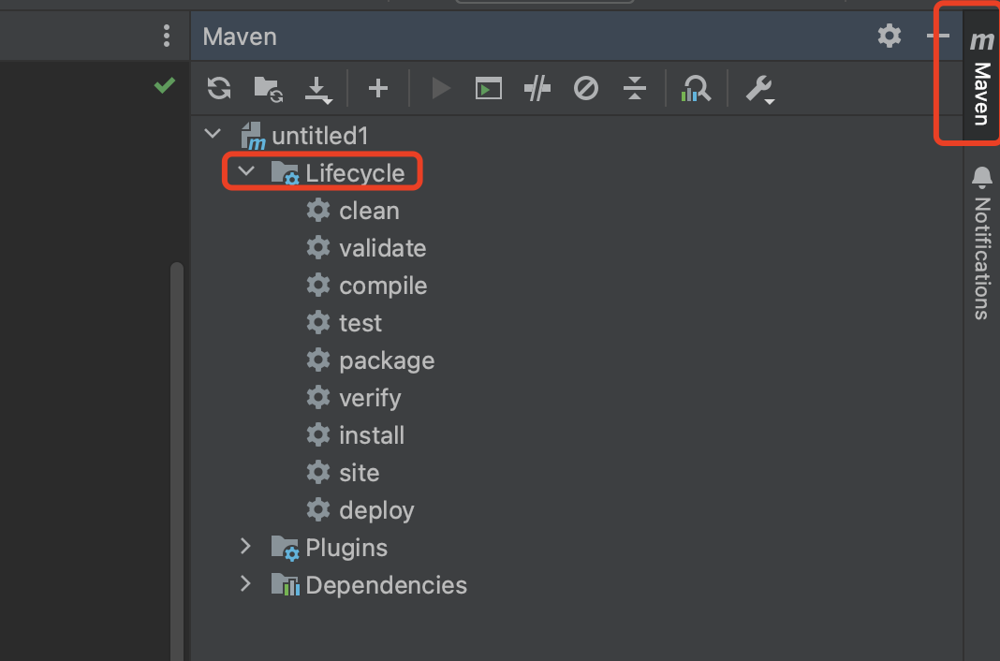 Maven
untitled1
Lifecycle
clean
validate
compile
test
package
verify
install
site
deploy
Plugins
Dependencies
m
Maven
Notifications